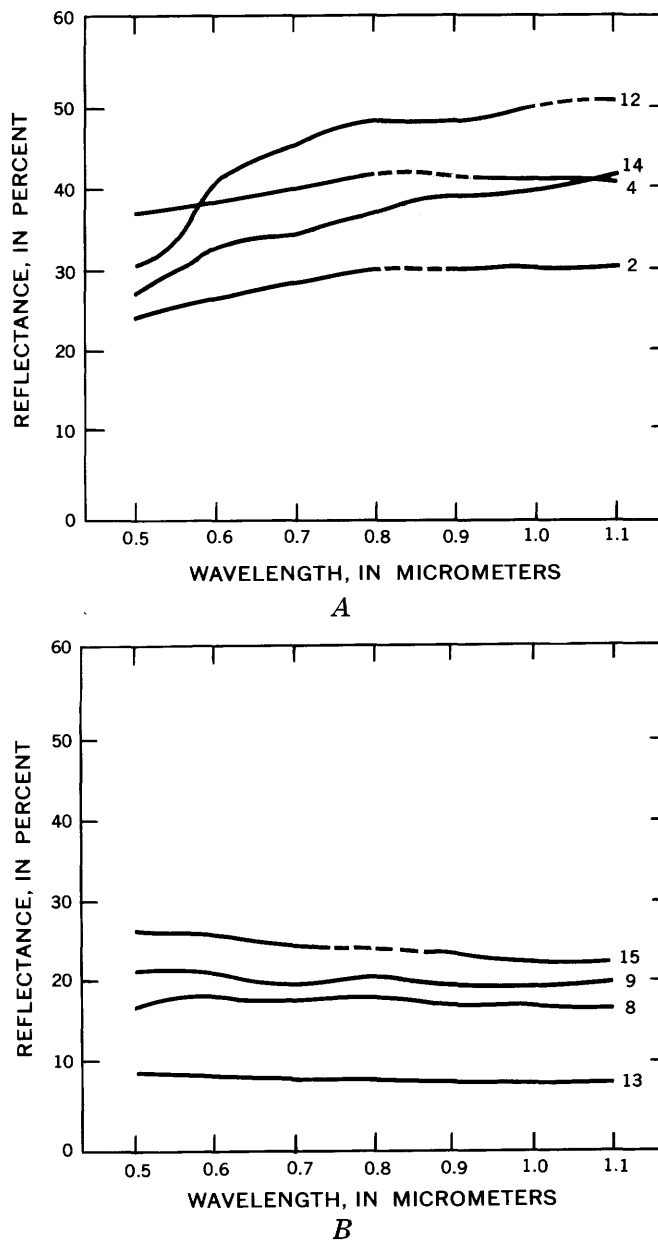 60
50
40
30
20
10
0
REFLECTANCE, IN PERCENT
12
14
4
2
0.5 0.6 0.7 0.8 0.9 1.0 1.1
WAVELENGTH, IN MICROMETERS
A
60
50
40
30
20
10
0
REFLECTANCE, IN PERCENT
15
9
8
13
0.5 0.6 0.7 0.8 0.9 1.0 1.1
WAVELENGTH, IN MICROMETERS
B